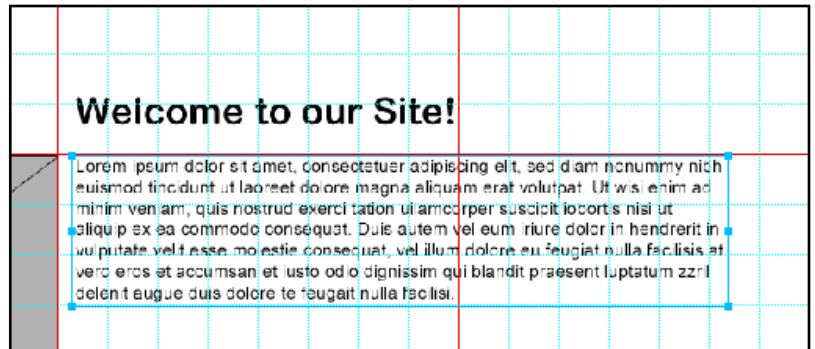 Welcome to our Site!
Lorem ipsum dolor sit amet, consectetuer adipiscing elit, sed diam nonummy nibh
euismod tincidunt ut laoreet dolore magna aliquam erat volutpat. Ut wisi enim ad
minim veniam, quis nostrud exerci tation ullamcorper suscipit lobortis nisl ut
aliquip ex ea commodo consequat. Duis autem vel eum iriure dolor in hendrerit in
vulputate velit esse molestie consequat, vel illum dolore eu feugiat nulla facilisis at
vero eros et accumsan et iusto odio dignissim qui blandit praesent luptatum zzril
delenit augue duis dolore te feugait nulla facilisi.